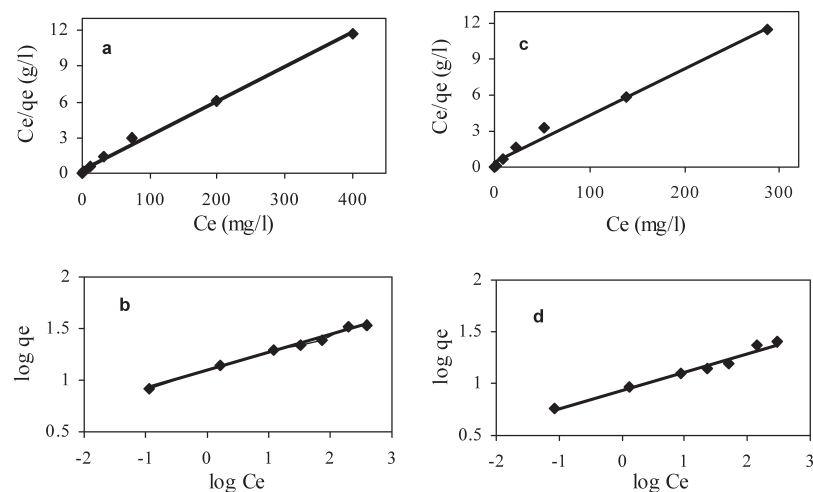 a
Ce/qe (g/l)
12
9
6
3
0
0 100 200 300 400
Ce (mg/l)
c
Ce/qe (g/l)
12
9
6
3
0
0 100 200 300
Ce (mg/l)
b
log qe
2
1.5
1
0.5
-2 -1 0 1 2 3
log Ce
d
log qe
2
1.5
1
0.5
-2 -1 0 1 2 3
log Ce